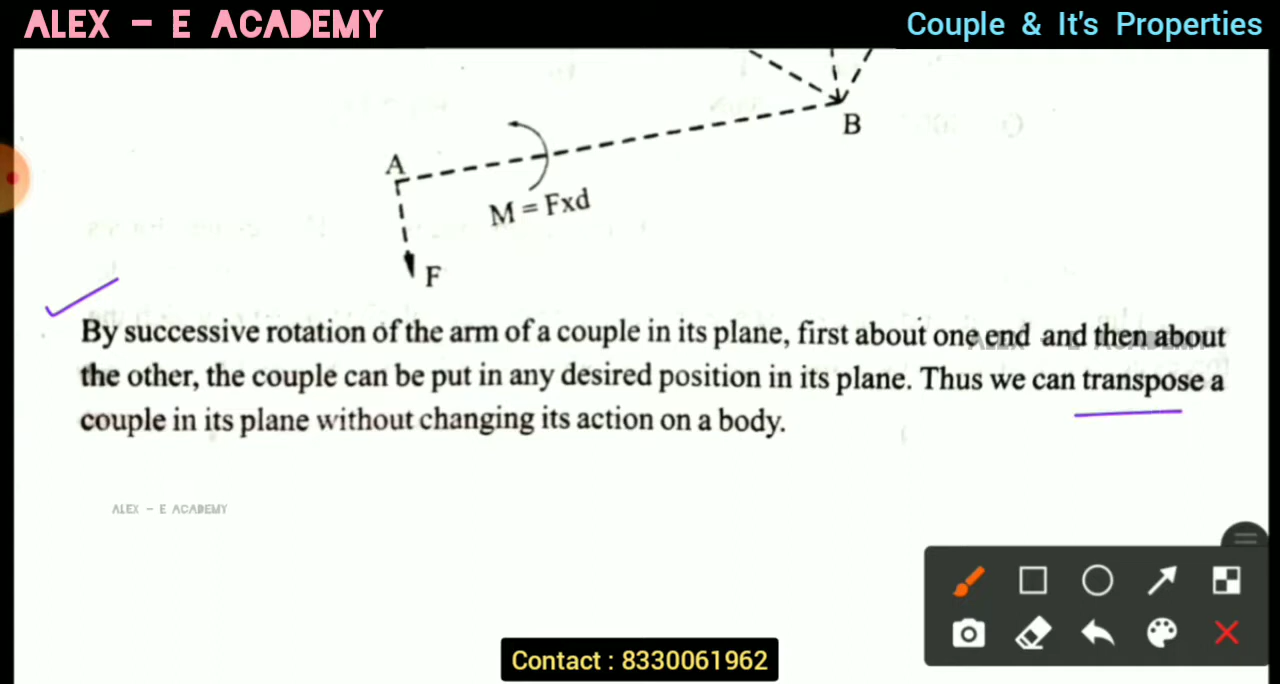 ALEX - E ACADEMY
Couple & It's Properties
B
A
M = Fxd
F
By successive rotation of the arm of a couple in its plane, first about one end and then about
the other, the couple can be put in any desired position in its plane. Thus we can transpose a
couple in its plane without changing its action on a body.
ALEX - E ACADEMY
Contact : 8330061962